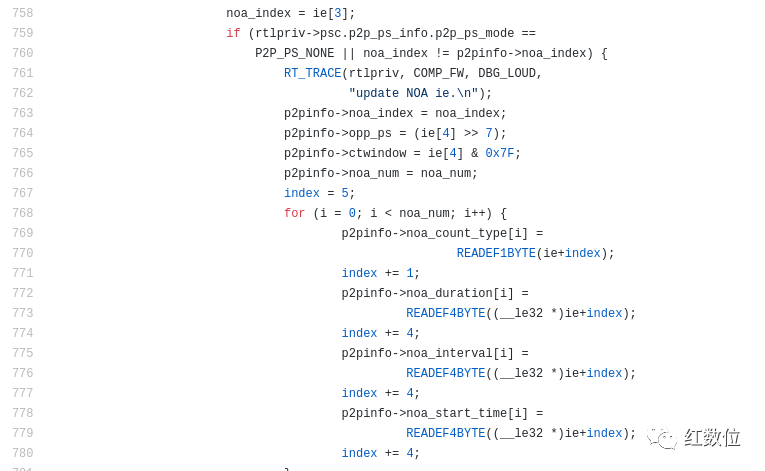 758 noa_index = ie[3];
759 if (rtlpriv->psc.p2p_ps_info.p2p_ps_mode ==
760 P2P_PS_NONE || noa_index != p2pinfo->noa_index) {
761 RT_TRACE(rtlpriv, COMP_FW, DBG_LOUD,
762 "update NOA ie.\n");
763 p2pinfo->noa_index = noa_index;
764 p2pinfo->opp_ps = (ie[4] >> 7);
765 p2pinfo->ctwindow = ie[4] & 0x7F;
766 p2pinfo->noa_num = noa_num;
767 index = 5;
768 for (i = 0; i < noa_num; i++) {
769 p2pinfo->noa_count_type[i] =
770 READEF1BYTE(ie+index);
771 index += 1;
772 p2pinfo->noa_duration[i] =
773 READEF4BYTE((__le32 *)ie+index);
774 index += 4;
775 p2pinfo->noa_interval[i] =
776 READEF4BYTE((__le32 *)ie+index);
777 index += 4;
778 p2pinfo->noa_start_time[i] =
779 READEF4BYTE((__le32 *)ie+index);
红数位
780 index += 4;